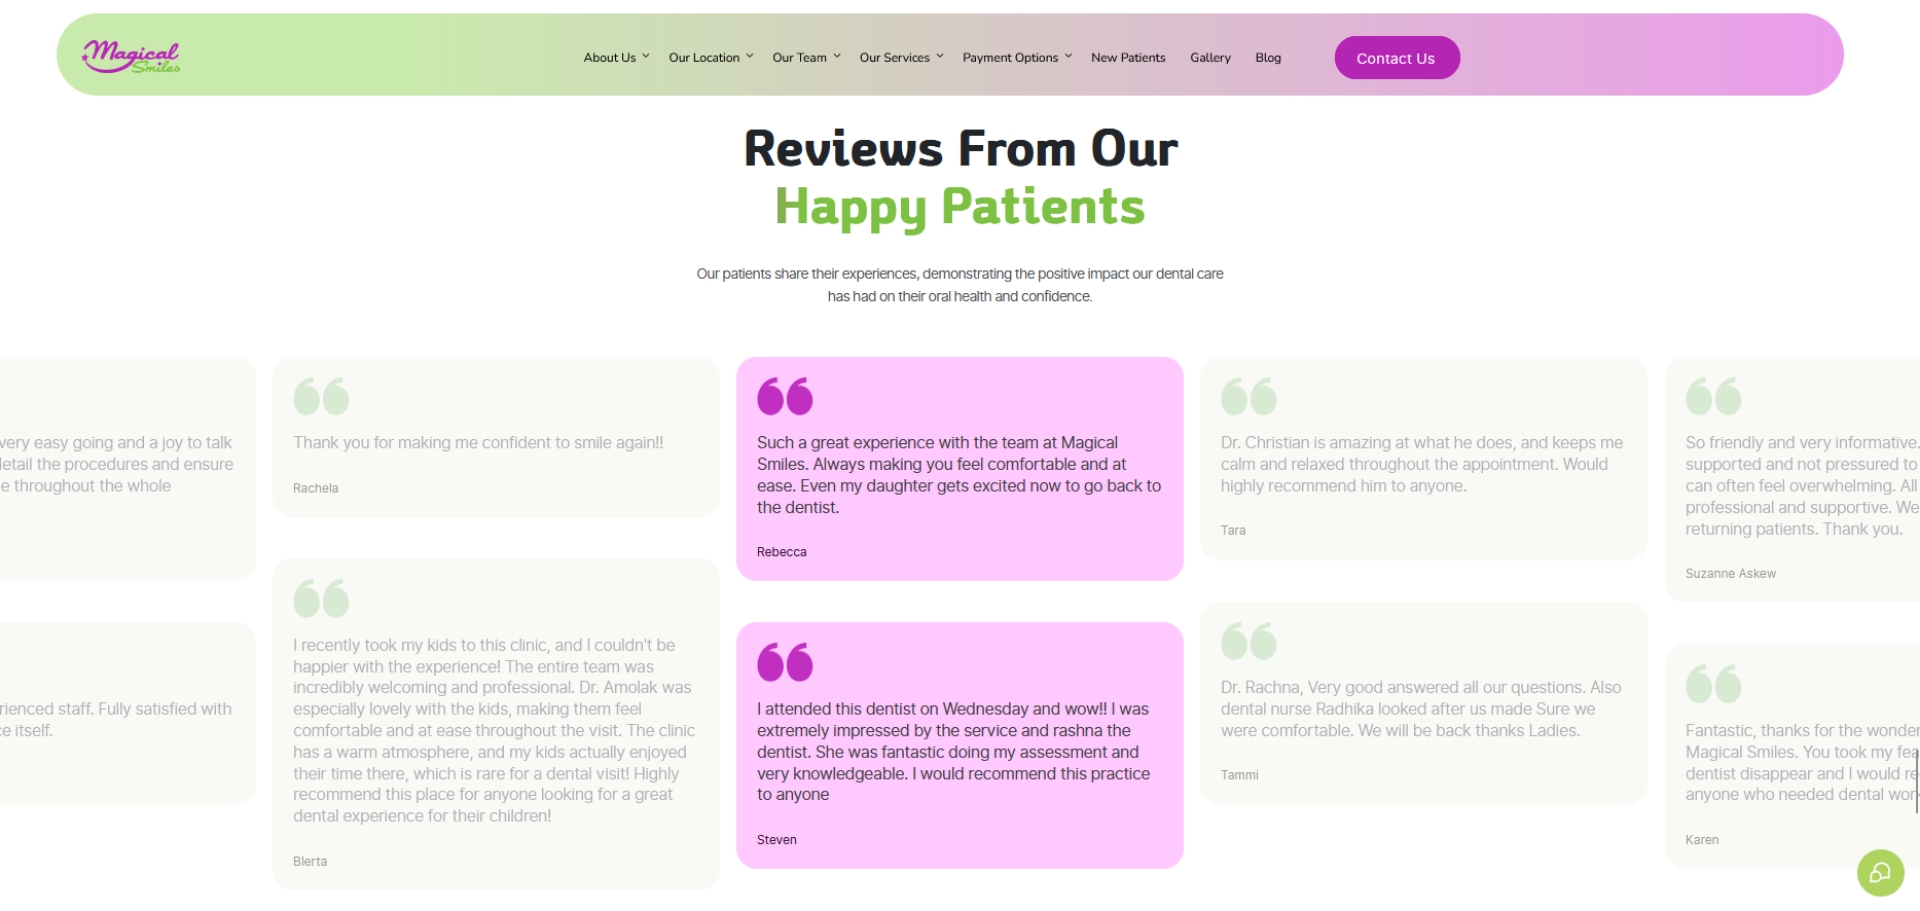 Magical
Smiles
About Us
Our Location
Our Team
Our Services
Payment Options
New Patients
Gallery
Blog
Contact Us
Reviews From Our
Happy Patients
Our patients share their experiences, demonstrating the positive impact our dental care
has had on their oral health and confidence.
very easy going and a joy to talk
detail the procedures and ensure
throughout the whole
staff. Fully satisfied with
itself.
Thank you for making me confident to smile again!!
Rachela
I recently took my kids to this clinic, and I couldn't be
happier with the experience! The entire team was
incredibly welcoming and professional. Dr. Amolak was
especially lovely with the kids, making them feel
comfortable and at ease throughout the visit. The clinic
has a warm atmosphere, and my kids actually enjoyed
their time there, which is rare for a dental visit! Highly
recommend this place for anyone looking for a great
dental experience for their children!
Blerta
Such a great experience with the team at Magical
Smiles. Always making you feel comfortable and at
ease. Even my daughter gets excited now to go back to
the dentist.
Rebecca
I attended this dentist on Wednesday and wow!! I was
extremely impressed by the service and rashna the
dentist. She was fantastic doing my assessment and
very knowledgeable. I would recommend this practice
to anyone
Steven
Dr. Christian is amazing at what he does, and keeps me
calm and relaxed throughout the appointment. Would
highly recommend him to anyone.
Tara
Dr. Rachna, Very good answered all our questions. Also
dental nurse Radhika looked after us made Sure we
were comfortable. We will be back thanks Ladies.
Tammi
So friendly and very informative.
supported and not pressured to
can often feel overwhelming. All
professional and supportive. We
returning patients. Thank you.
Suzanne Askew
Fantastic, thanks for the
Magical Smiles. You took my
dentist disappear and I would
anyone who needed dental
Karen